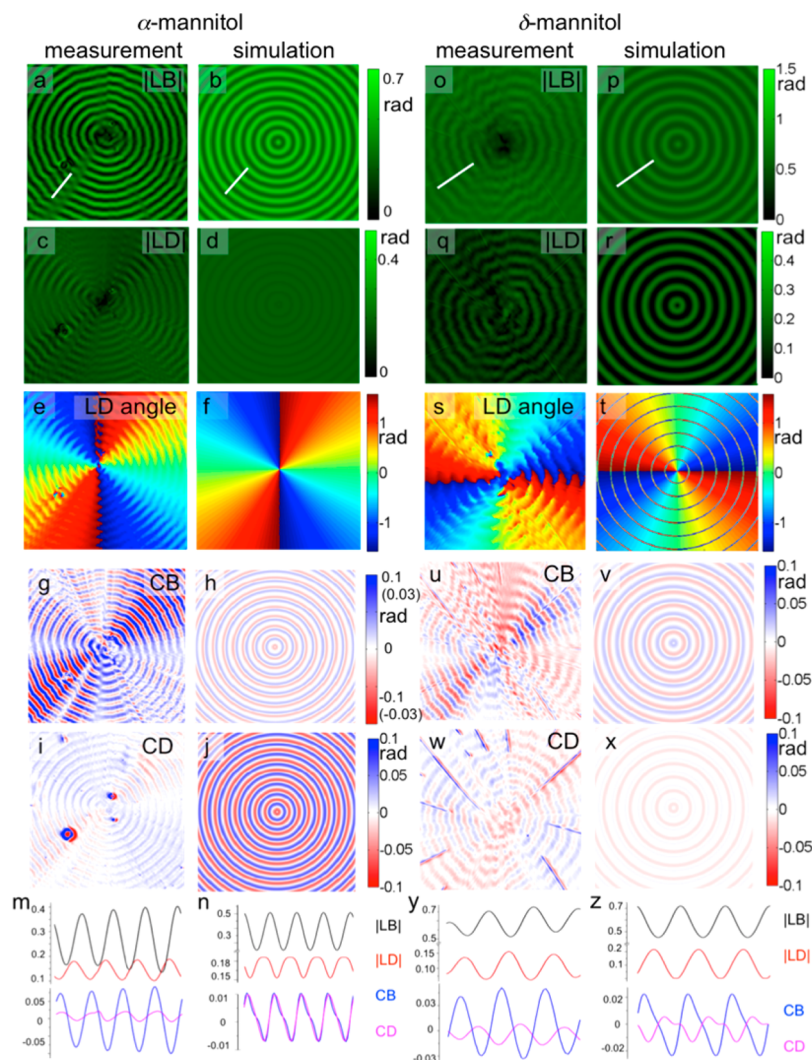 α-mannitol δ-mannitol
measurement simulation measurement simulation
a |LB| b 0.7 rad 0 o |LB| p 1.5 rad 1 0.5 0
c |LD| d rad 0.4 0 q |LD| r rad 0.4 0.3 0.2 0.1 0
e LD angle f 1 rad 0 -1 s LD angle t 1 rad 0 -1
g CB h 0.1 (0.03) rad 0 -0.1 (-0.03) u CB v 0.1 rad 0.05 0 -0.05 -0.1
i CD j 0.1 rad 0.05 0 -0.05 -0.1 w CD x 0.1 rad 0.05 0 -0.05 -0.1
m n y z
0.4 0.3 0.2 0.1 0.5 0.3 0.7 0.5 0.7 0.5 |LB|
0.18 0.15 0.2 0.15 0.10 0.2 0.1 |LD|
0.05 0 -0.05 0.01 0 -0.01 0.03 0 -0.03 0.02 0 -0.02 CB
CD